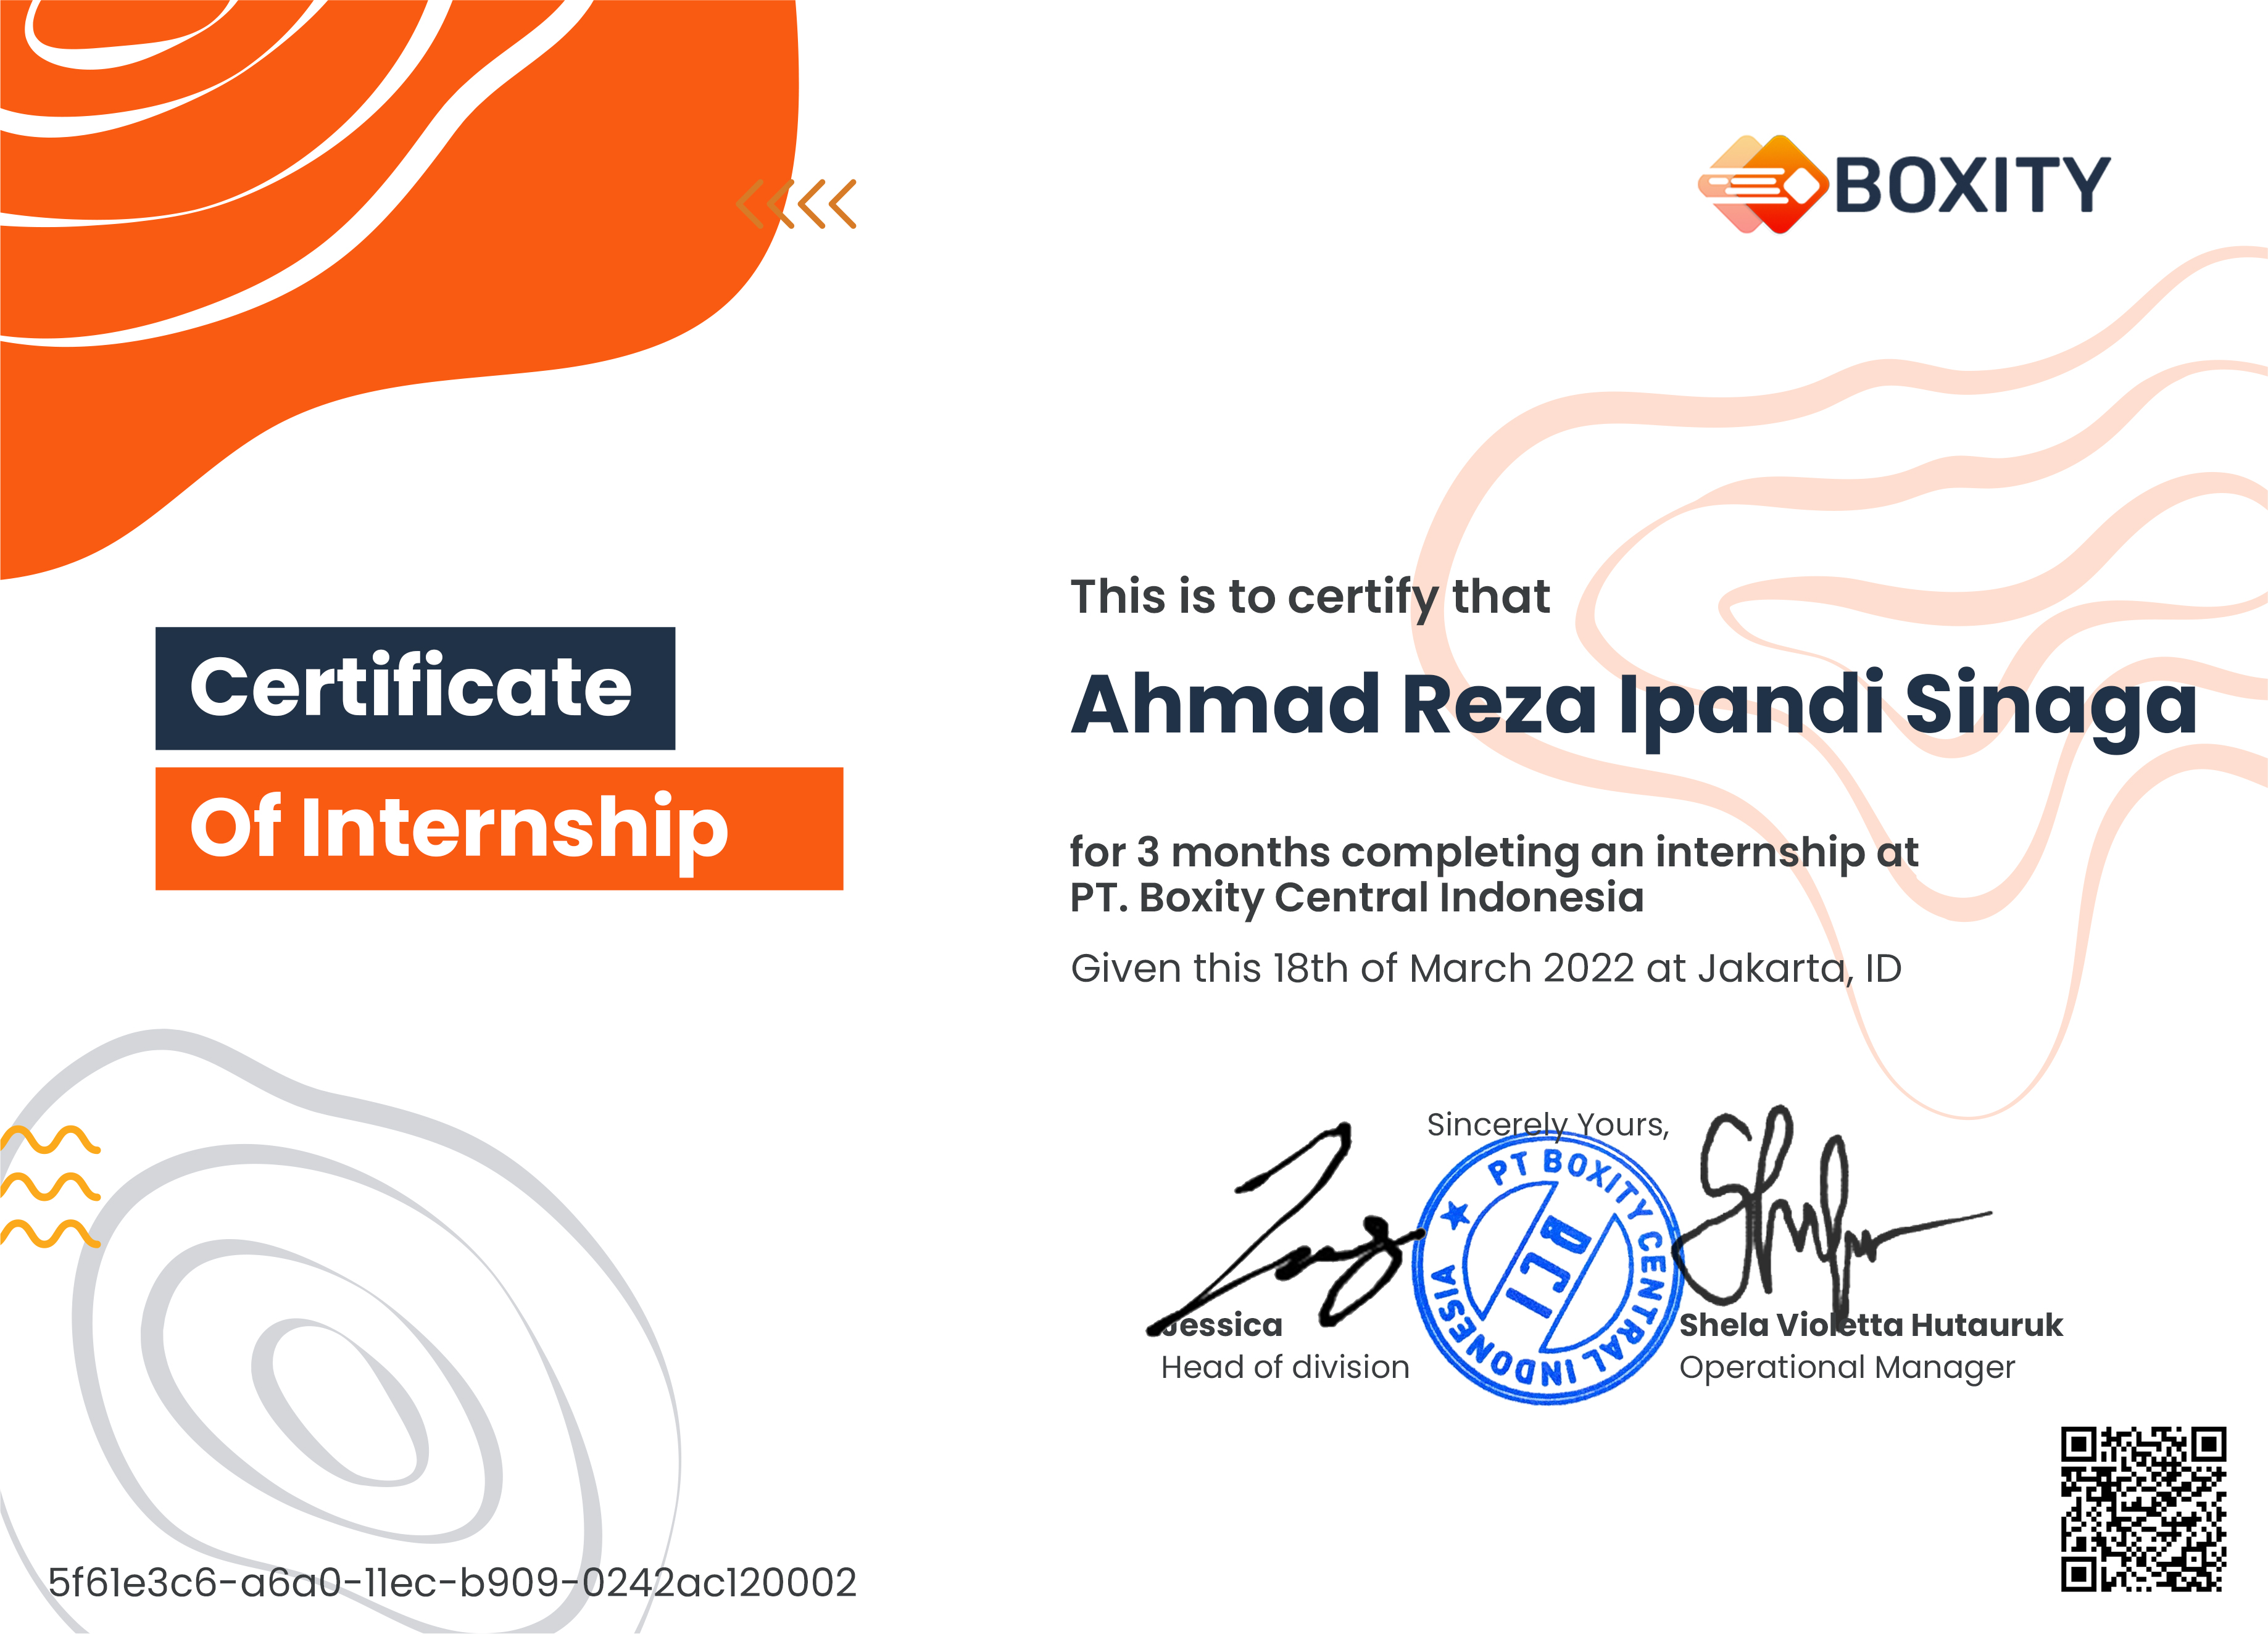 BOXITY
Certificate
Of Internship
This is to certify that
Ahmad Reza Ipandi Sinaga
for 3 months completing an internship at
PT. Boxity Central Indonesia
Given this 18th of March 2022 at Jakarta, ID
Sincerely Yours,
PT BOXITY CENTRAL INDONESIA
BCI
Jessica
Head of division
Shela Violetta Hutauruk
Operational Manager
5f61e3c6-a6a0-11ec-b909-0242ac120002